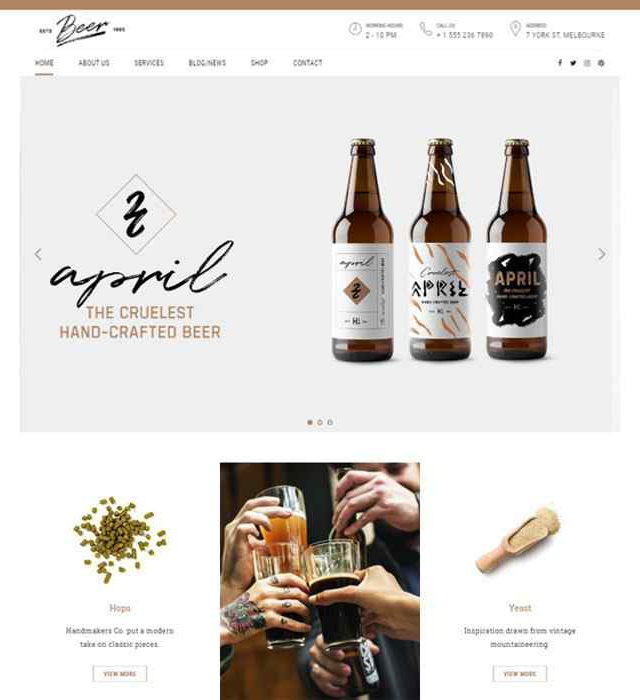 ESTD Beer 1995
WORKING HOURS:
2 - 10 PM
CALL US:
+ 1 555 236 7890
ADDRESS:
7 YORK ST, MELBOURNE
HOME ABOUT US SERVICES BLOG/NEWS SHOP CONTACT
april
THE CRUELEST
HAND-CRAFTED BEER
april
Cruelest
APRIL
HAND-CRAFTED BEER
APRIL
the cruelest
HAND-CRAFTED BEER
Hops
Handmakers Co. put a modern
take on classic pieces.
VIEW MORE
Yeast
Inspiration drawn from vintage
mountaineering.
VIEW MORE